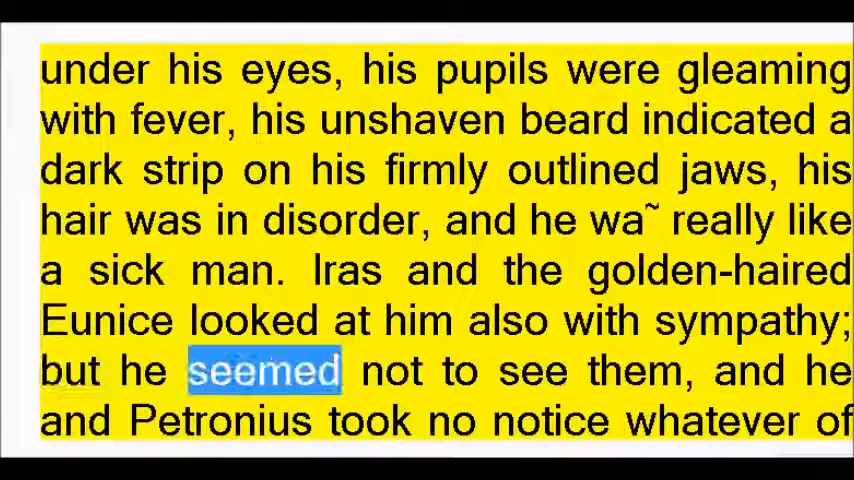 under his eyes, his pupils were gleaming
with fever, his unshaven beard indicated a
dark strip on his firmly outlined jaws, his
hair was in disorder, and he wa˜ really like
a sick man. Iras and the golden-haired
Eunice looked at him also with sympathy;
but he seemed not to see them, and he
and Petronius took no notice whatever of